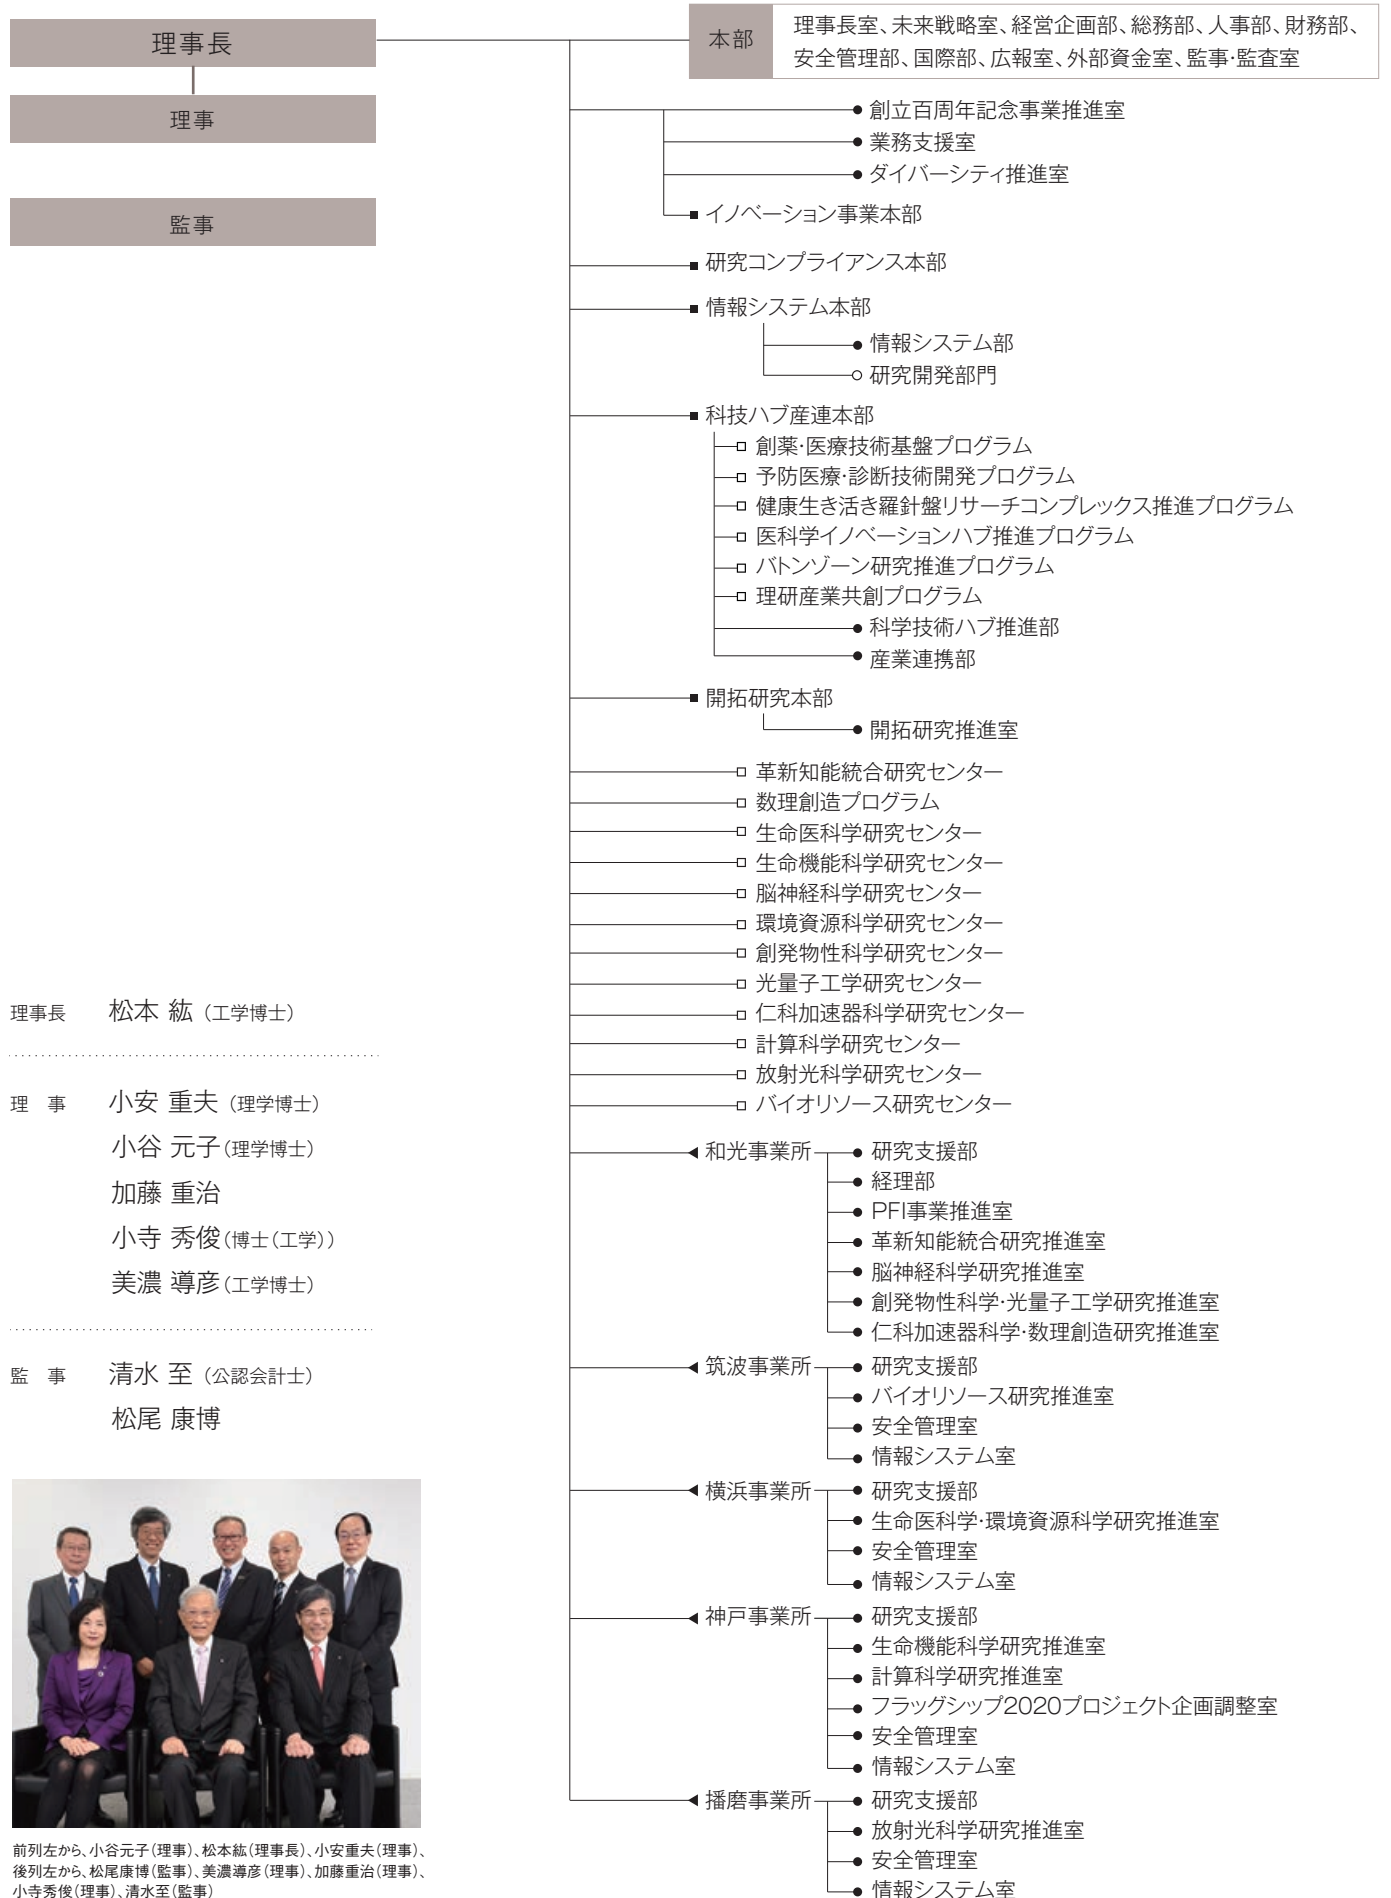 理事長
理事
監事
本部
理事長室、未来戦略室、経営企画部、総務部、人事部、財務部、
安全管理部、国際部、広報室、外部資金室、監事・監査室
創立百周年記念事業推進室
業務支援室
ダイバーシティ推進室
イノベーション事業本部
研究コンプライアンス本部
情報システム本部
情報システム部
研究開発部門
科技ハブ産連本部
創薬・医療技術基盤プログラム
予防医療・診断技術開発プログラム
健康生き活き羅針盤リサーチコンプレックス推進プログラム
医科学イノベーションハブ推進プログラム
バトンゾーン研究推進プログラム
理研産業共創プログラム
科学技術ハブ推進部
産業連携部
開拓研究本部
開拓研究推進室
革新知能統合研究センター
数理創造プログラム
生命医科学研究センター
生命機能科学研究センター
脳神経科学研究センター
環境資源科学研究センター
創発物性科学研究センター
光量子工学研究センター
仁科加速器科学研究センター
計算科学研究センター
放射光科学研究センター
バイオリソース研究センター
和光事業所
研究支援部
経理部
PFI事業推進室
革新知能統合研究推進室
脳神経科学研究推進室
創発物性科学・光量子工学研究推進室
仁科加速器科学・数理創造研究推進室
筑波事業所
研究支援部
バイオリソース研究推進室
安全管理室
情報システム室
横浜事業所
研究支援部
生命医科学・環境資源科学研究推進室
安全管理室
情報システム室
神戸事業所
研究支援部
生命機能科学研究推進室
計算科学研究推進室
フラッグシップ2020プロジェクト企画調整室
安全管理室
情報システム室
播磨事業所
研究支援部
放射光科学研究推進室
安全管理室
情報システム室
理事長 松本 紘（工学博士）
理 事 小安 重夫（理学博士）
小谷 元子（理学博士）
加藤 重治
小寺 秀俊（博士（工学））
美濃 導彦（工学博士）
監 事 清水 至（公認会計士）
松尾 康博
前列左から、小谷元子（理事）、松本紘（理事長）、小安重夫（理事）、
後列左から、松尾康博（監事）、美濃導彦（理事）、加藤重治（理事）、
小寺秀俊（理事）、清水至（監事）